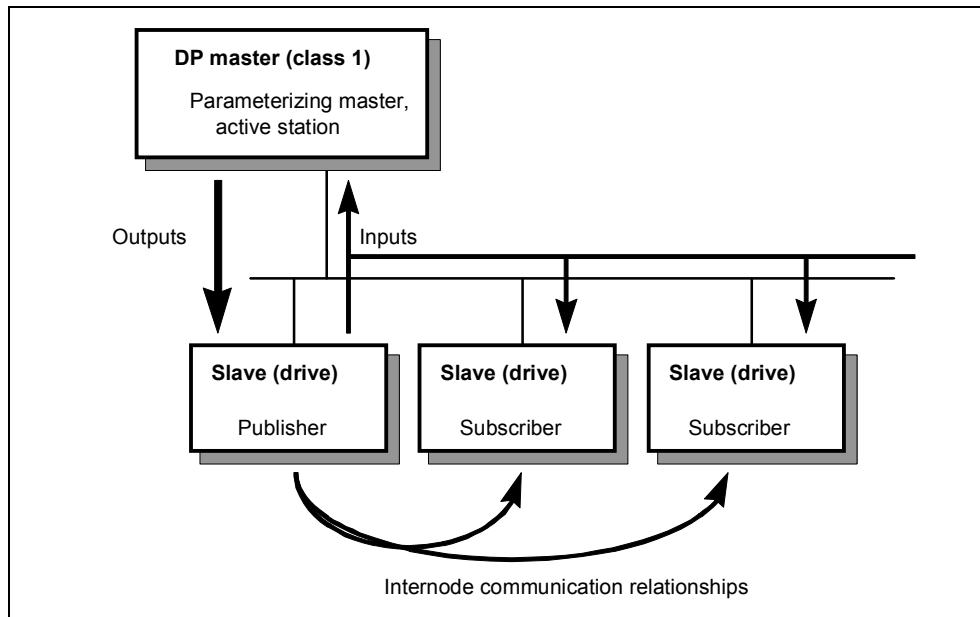 DP master (class 1)
Parameterizing master,
active station
Outputs
Inputs
Slave (drive)
Publisher
Slave (drive)
Subscriber
Slave (drive)
Subscriber
Internode communication relationships